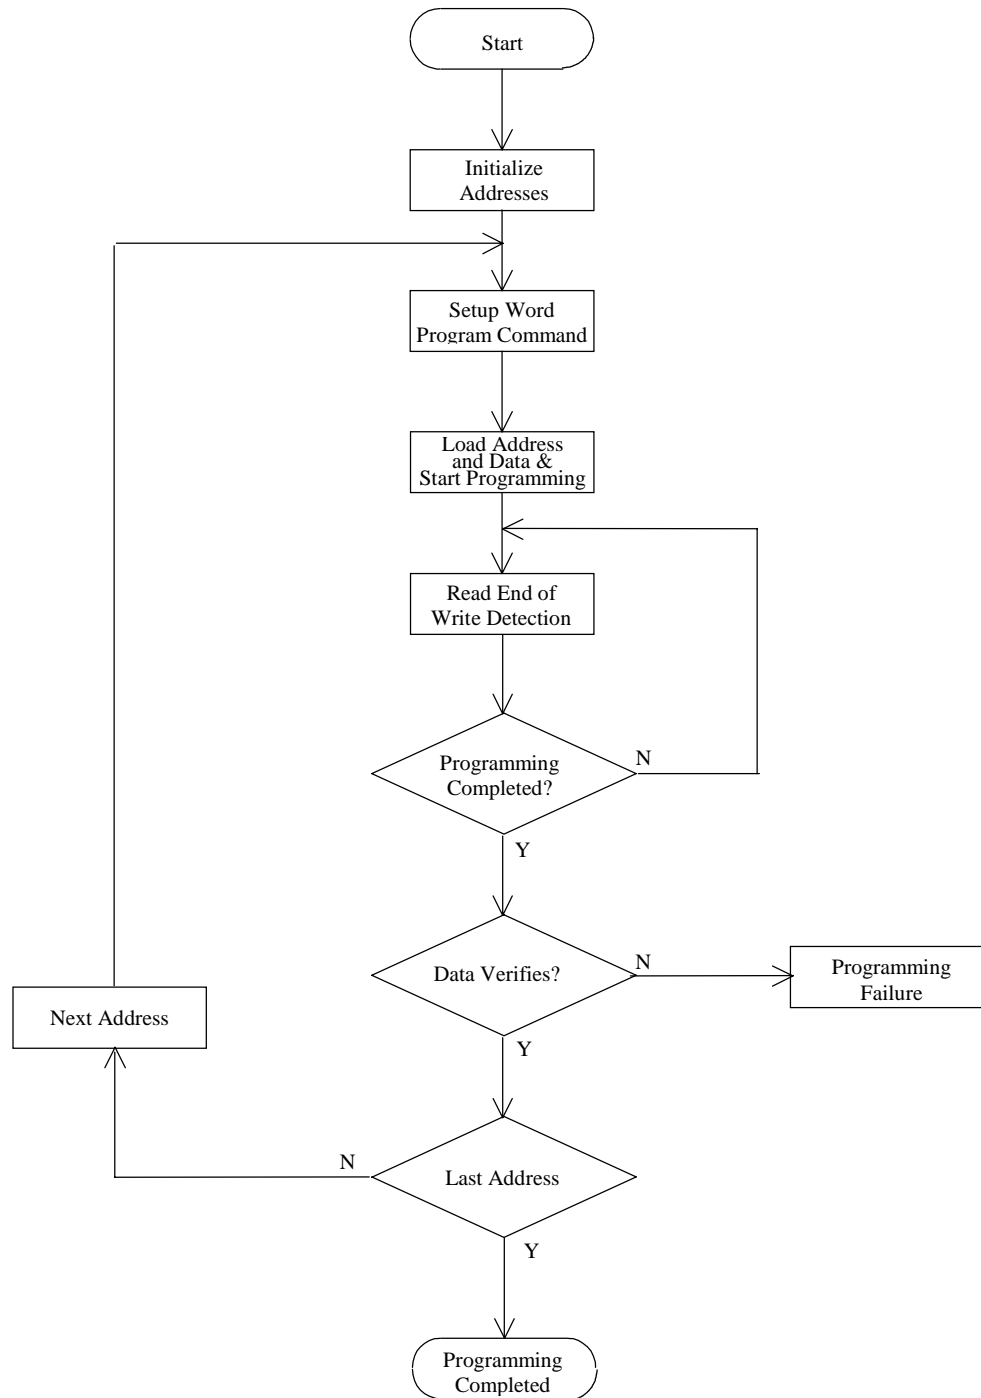 Start
Initialize
Addresses
Setup Word
Program Command
Load Address
and Data &
Start Programming
Read End of
Write Detection
Programming
Completed?
N
Y
Data Verifies?
N
Programming
Failure
Y
Next Address
Last Address
N
Y
Programming
Completed